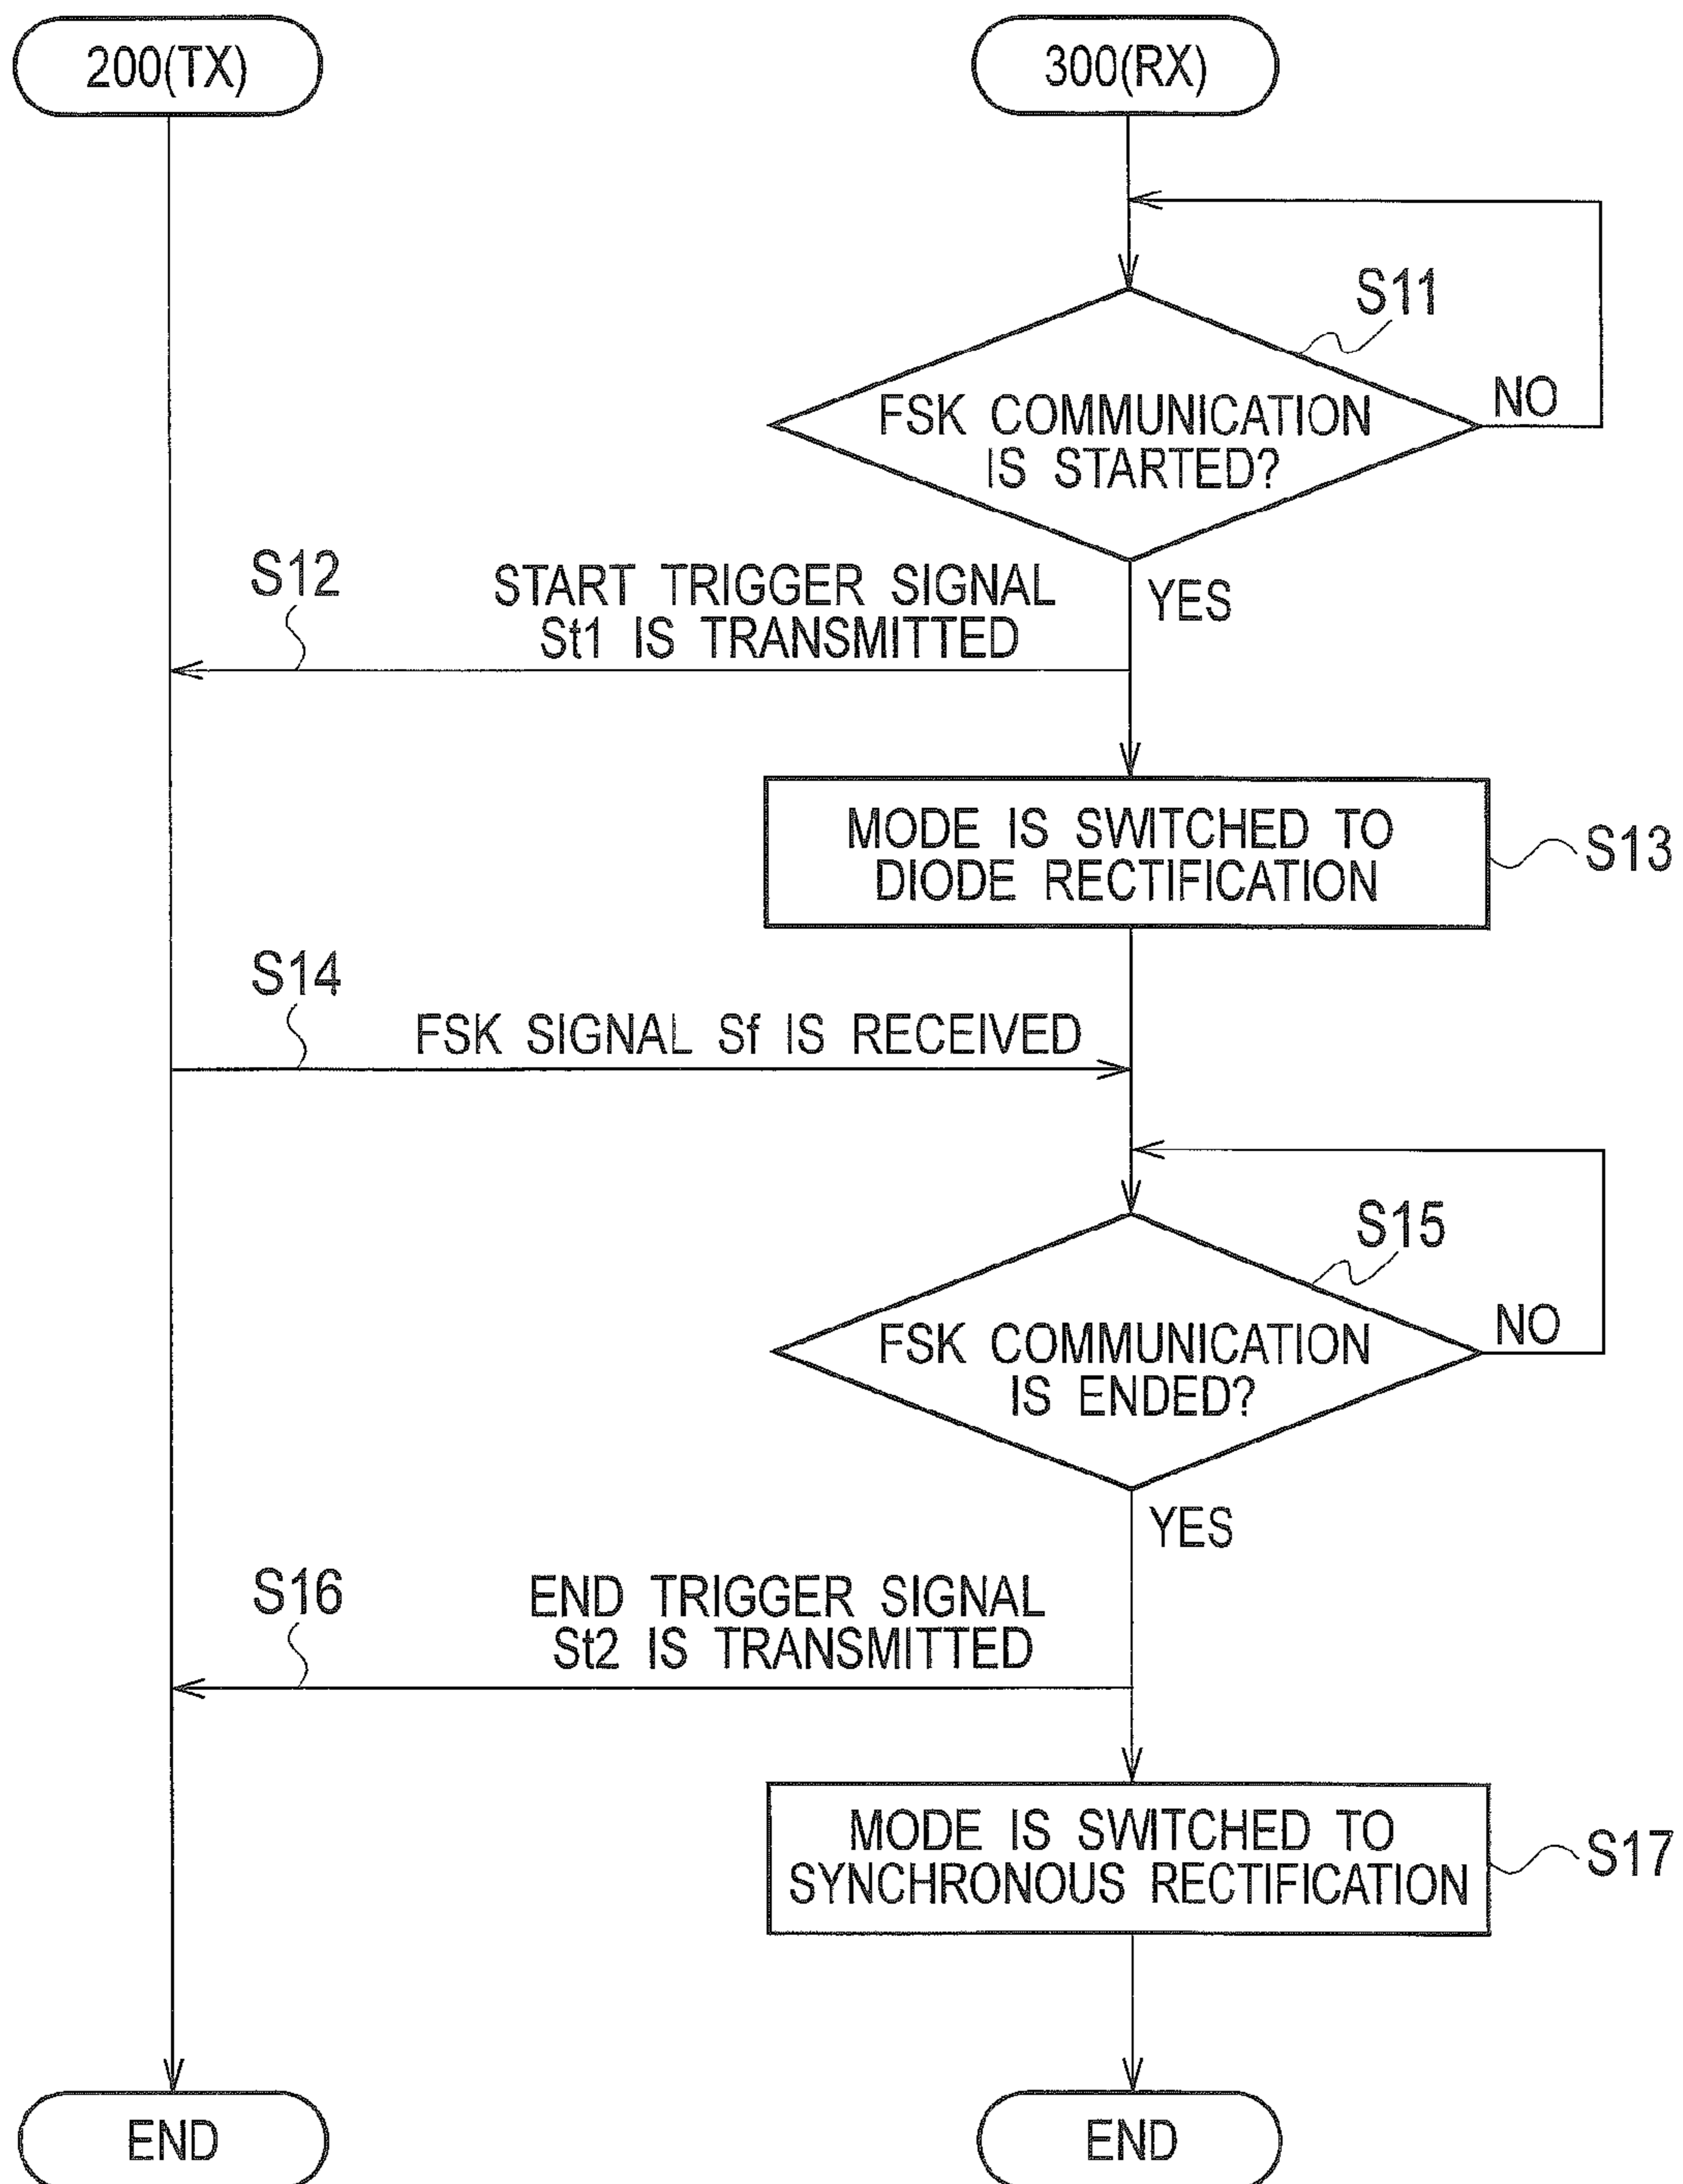 200(TX)
300(RX)
S11
FSK COMMUNICATION
IS STARTED?
NO
YES
S12
START TRIGGER SIGNAL
St1 IS TRANSMITTED
MODE IS SWITCHED TO
DIODE RECTIFICATION
S13
S14
FSK SIGNAL Sf IS RECEIVED
S15
FSK COMMUNICATION
IS ENDED?
NO
YES
S16
END TRIGGER SIGNAL
St2 IS TRANSMITTED
MODE IS SWITCHED TO
SYNCHRONOUS RECTIFICATION
S17
END
END